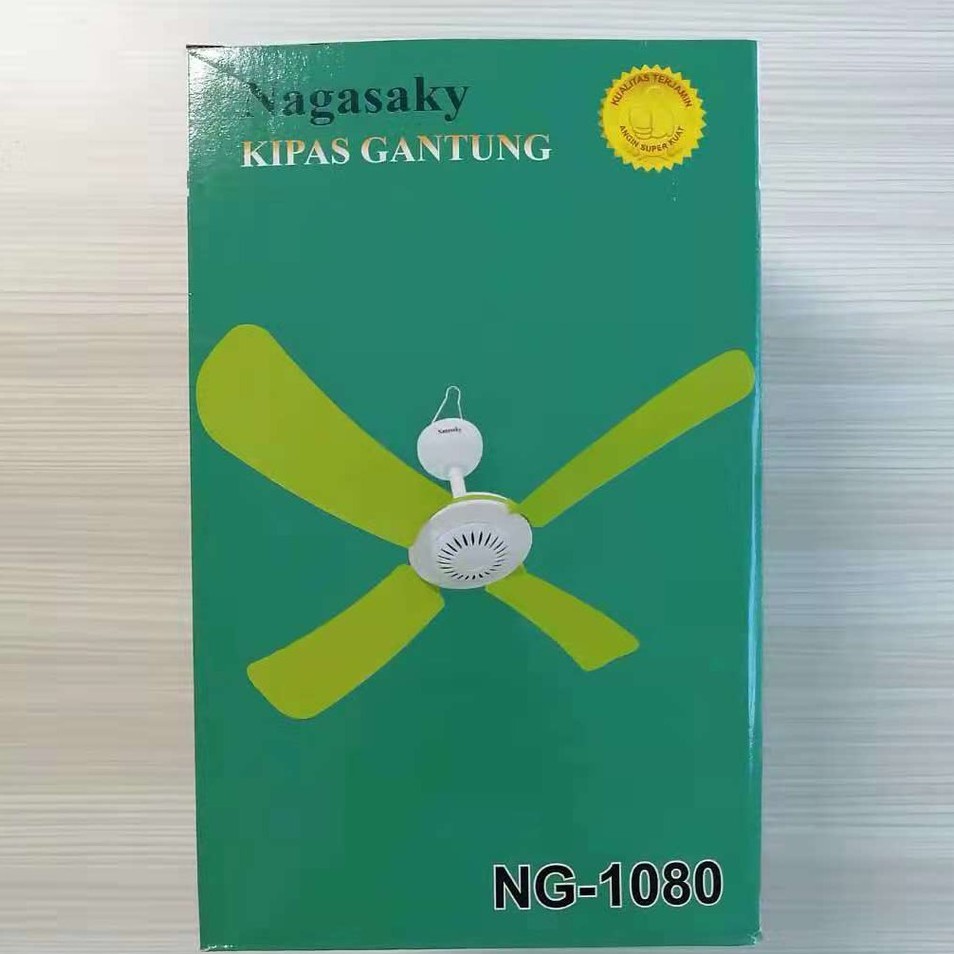 Nagasaky
KUALITAS TERJAMIN
ANGIN SUPER KUAT
KIPAS GANTUNG
NG-1080